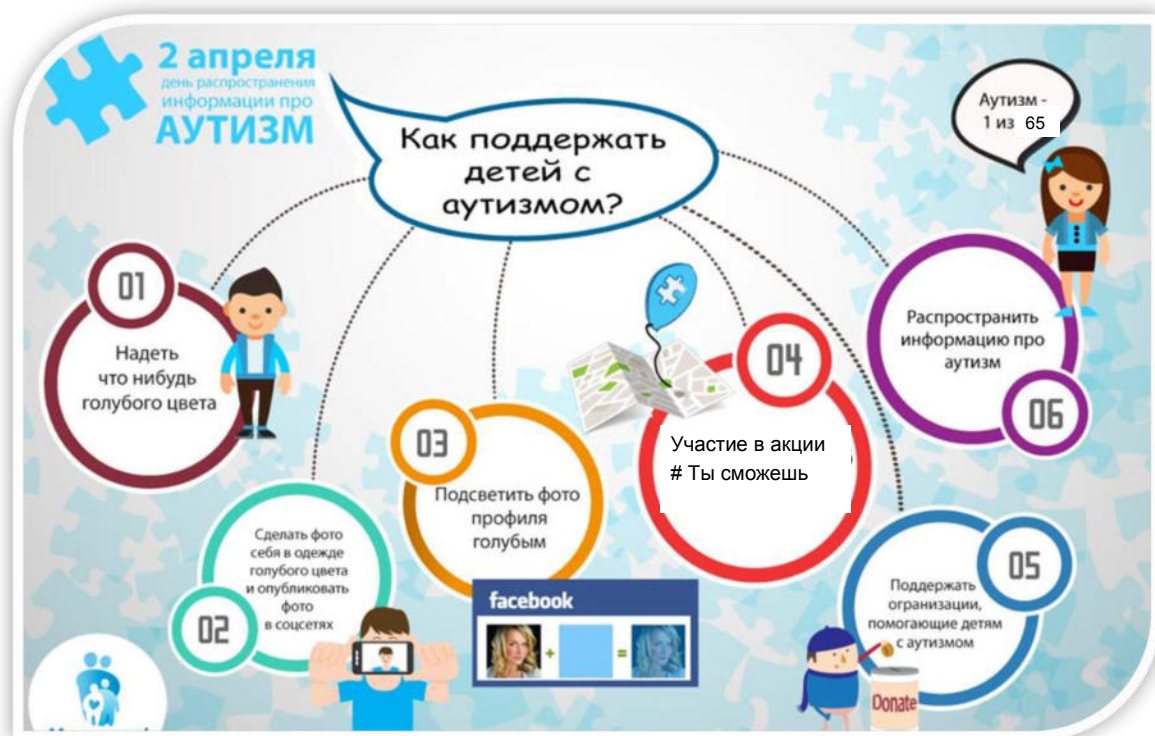 2 апреля
день распространения
информации про
АУТИЗМ
Как поддержать
детей с
аутизмом?
Аутизм -
1 из 65
01
Надеть
что нибудь
голубого цвета
02
Сделать фото
себя в одежде
голубого цвета
и опубликовать
фото
в соцсетях
03
Подсветить фото
профиля
голубым
facebook
+ =
04
Участие в акции
# Ты сможешь
05
Поддержать
огранизации,
помогающие детям
с аутизмом
Donate
06
Распространить
информацию про
аутизм